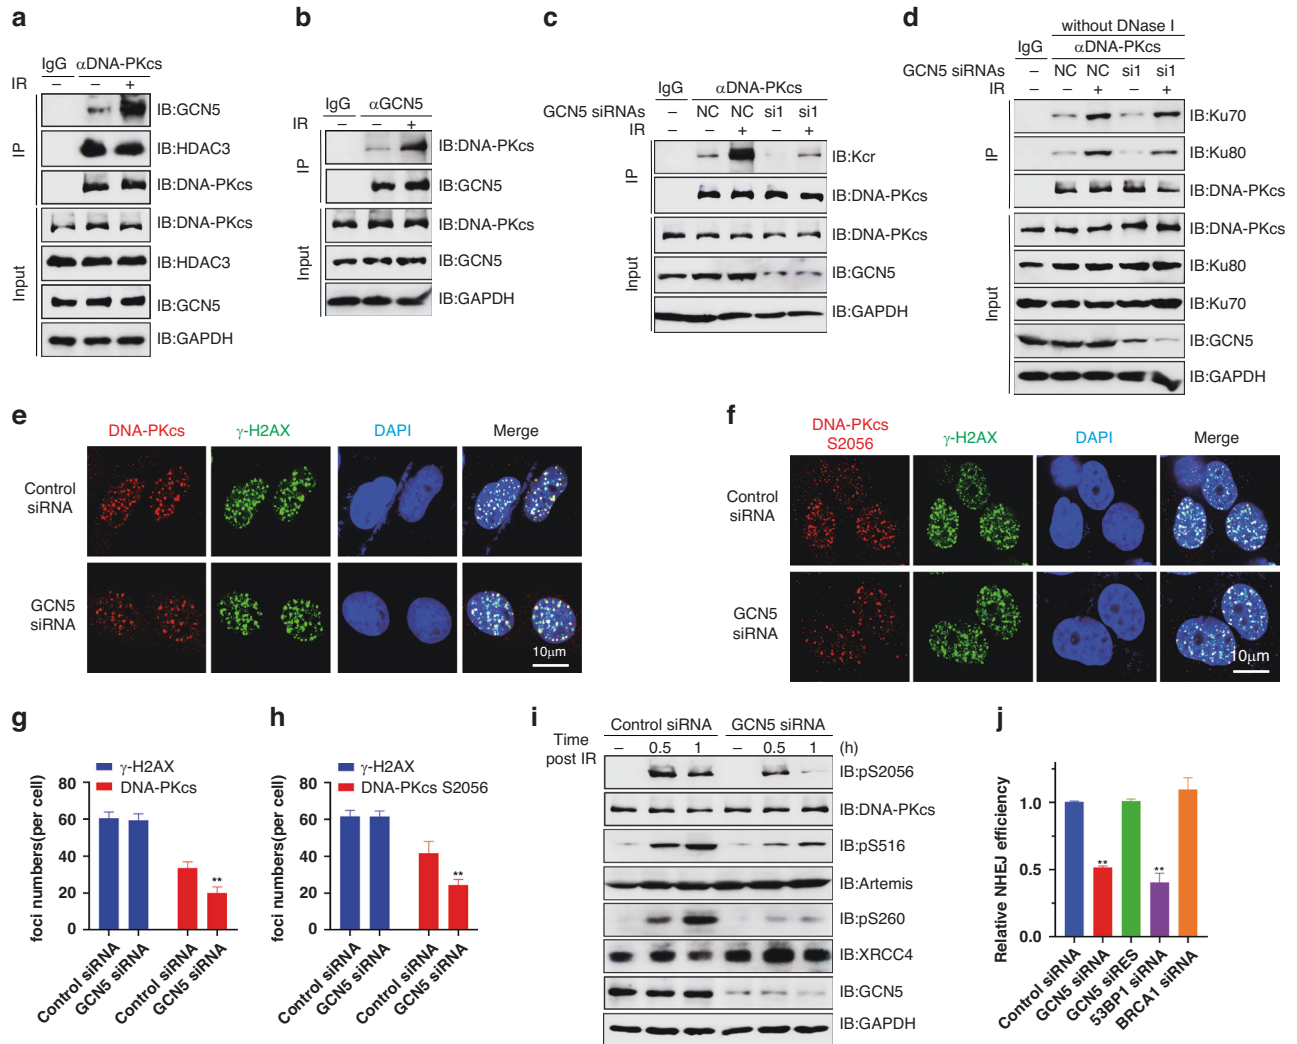 a
IgG αDNA-PKcs
IR – – +
IP
IB:GCN5
IB:HDAC3
IB:DNA-PKcs
Input
IB:DNA-PKcs
IB:HDAC3
IB:GCN5
IB:GAPDH
b
IgG αGCN5
IR – – +
IP
IB:DNA-PKcs
IB:GCN5
Input
IB:DNA-PKcs
IB:GCN5
IB:GAPDH
c
IgG αDNA-PKcs
GCN5 siRNAs – NC NC si1 si1
IR – – + – +
IP
IB:Kcr
IB:DNA-PKcs
Input
IB:DNA-PKcs
IB:GCN5
IB:GAPDH
d
without DNase I
IgG αDNA-PKcs
GCN5 siRNAs – NC NC si1 si1
IR – – + – +
IP
IB:Ku70
IB:Ku80
IB:DNA-PKcs
Input
IB:DNA-PKcs
IB:Ku80
IB:Ku70
IB:GCN5
IB:GAPDH
e
DNA-PKcs γ-H2AX DAPI Merge
Control
siRNA
GCN5
siRNA
10μm
f
DNA-PKcs
S2056 γ-H2AX DAPI Merge
Control
siRNA
GCN5
siRNA
10μm
g
γ-H2AX
DNA-PKcs
foci numbers(per cell)
80
60
40
20
0
**
Control siRNA
GCN5 siRNA
Control siRNA
GCN5 siRNA
h
γ-H2AX
DNA-PKcs S2056
foci numbers(per cell)
80
60
40
20
0
**
Control siRNA
GCN5 siRNA
Control siRNA
GCN5 siRNA
i
Control siRNA GCN5 siRNA
Time
post IR
– 0.5 1 – 0.5 1 (h)
IB:pS2056
IB:DNA-PKcs
IB:pS516
IB:Artemis
IB:pS260
IB:XRCC4
IB:GCN5
IB:GAPDH
j
Relative NHEJ efficiency
1.0
0.5
0.0
**
**
Control siRNA
GCN5 siRNA
GCN5 siRES
53BP1 siRNA
BRCA1 siRNA